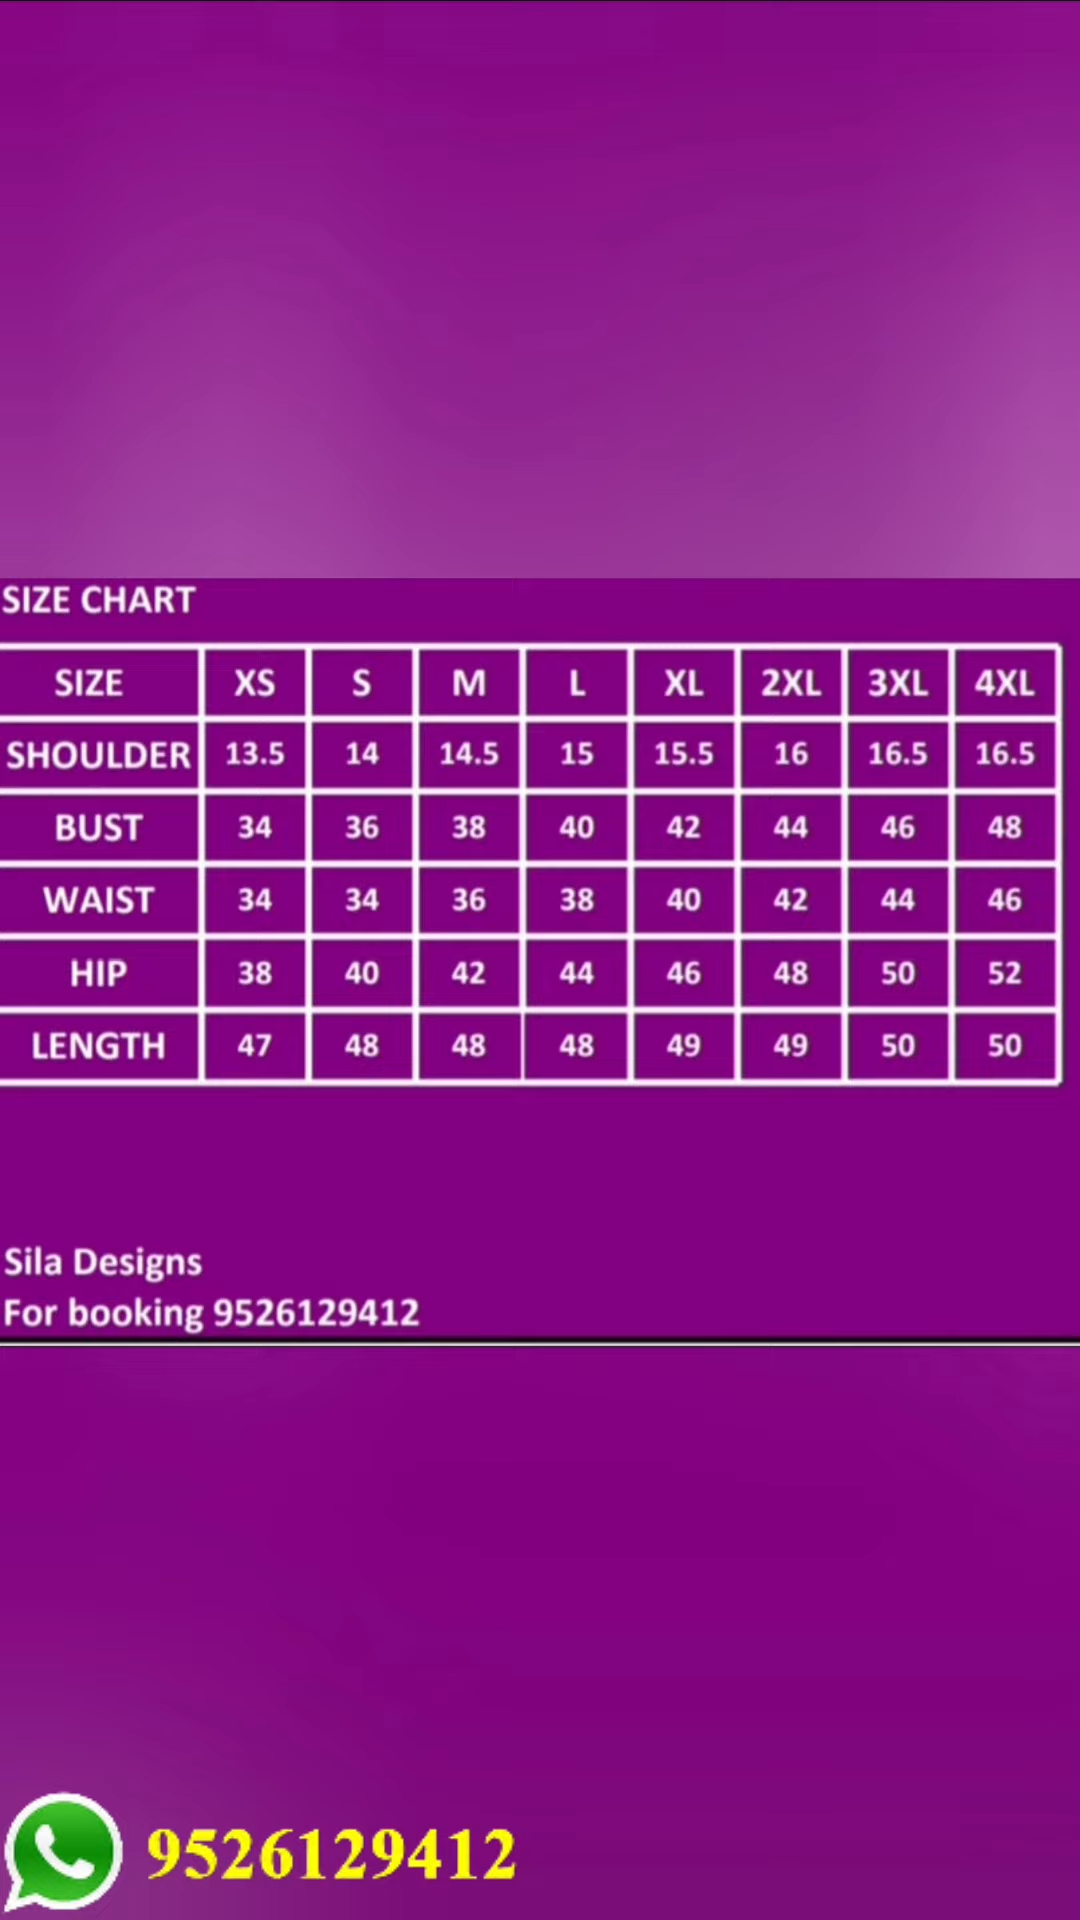 SIZE CHART
SIZE XS S M L XL 2XL 3XL 4XL
SHOULDER 13.5 14 14.5 15 15.5 16 16.5 16.5
BUST 34 36 38 40 42 44 46 48
WAIST 34 34 36 38 40 42 44 46
HIP 38 40 42 44 46 48 50 52
LENGTH 47 48 48 48 49 49 50 50
Sila Designs
For booking 9526129412
9526129412